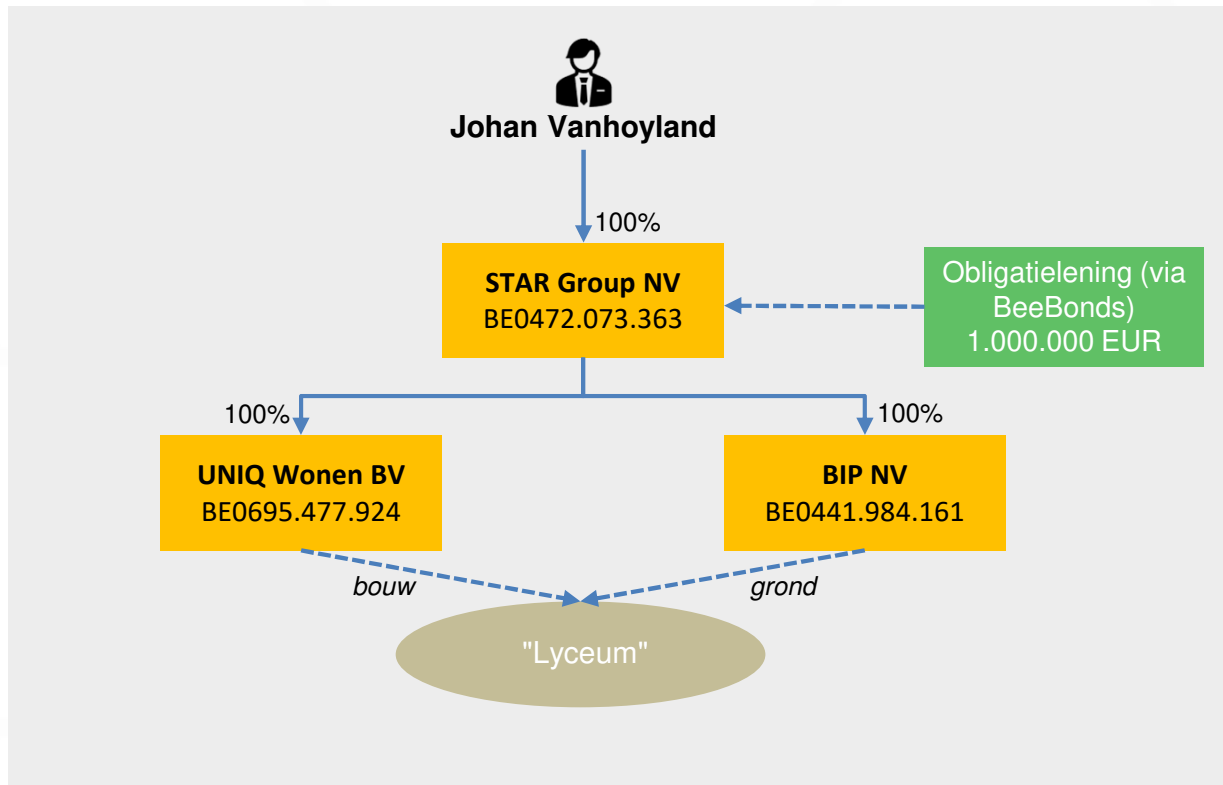 Johan Vanhoyland
100%
STAR Group NV
BE0472.073.363
Obligatielening (via
BeeBonds)
1.000.000 EUR
100%
100%
UNIQ Wonen BV
BE0695.477.924
BIP NV
BE0441.984.161
bouw
grond
"Lyceum"